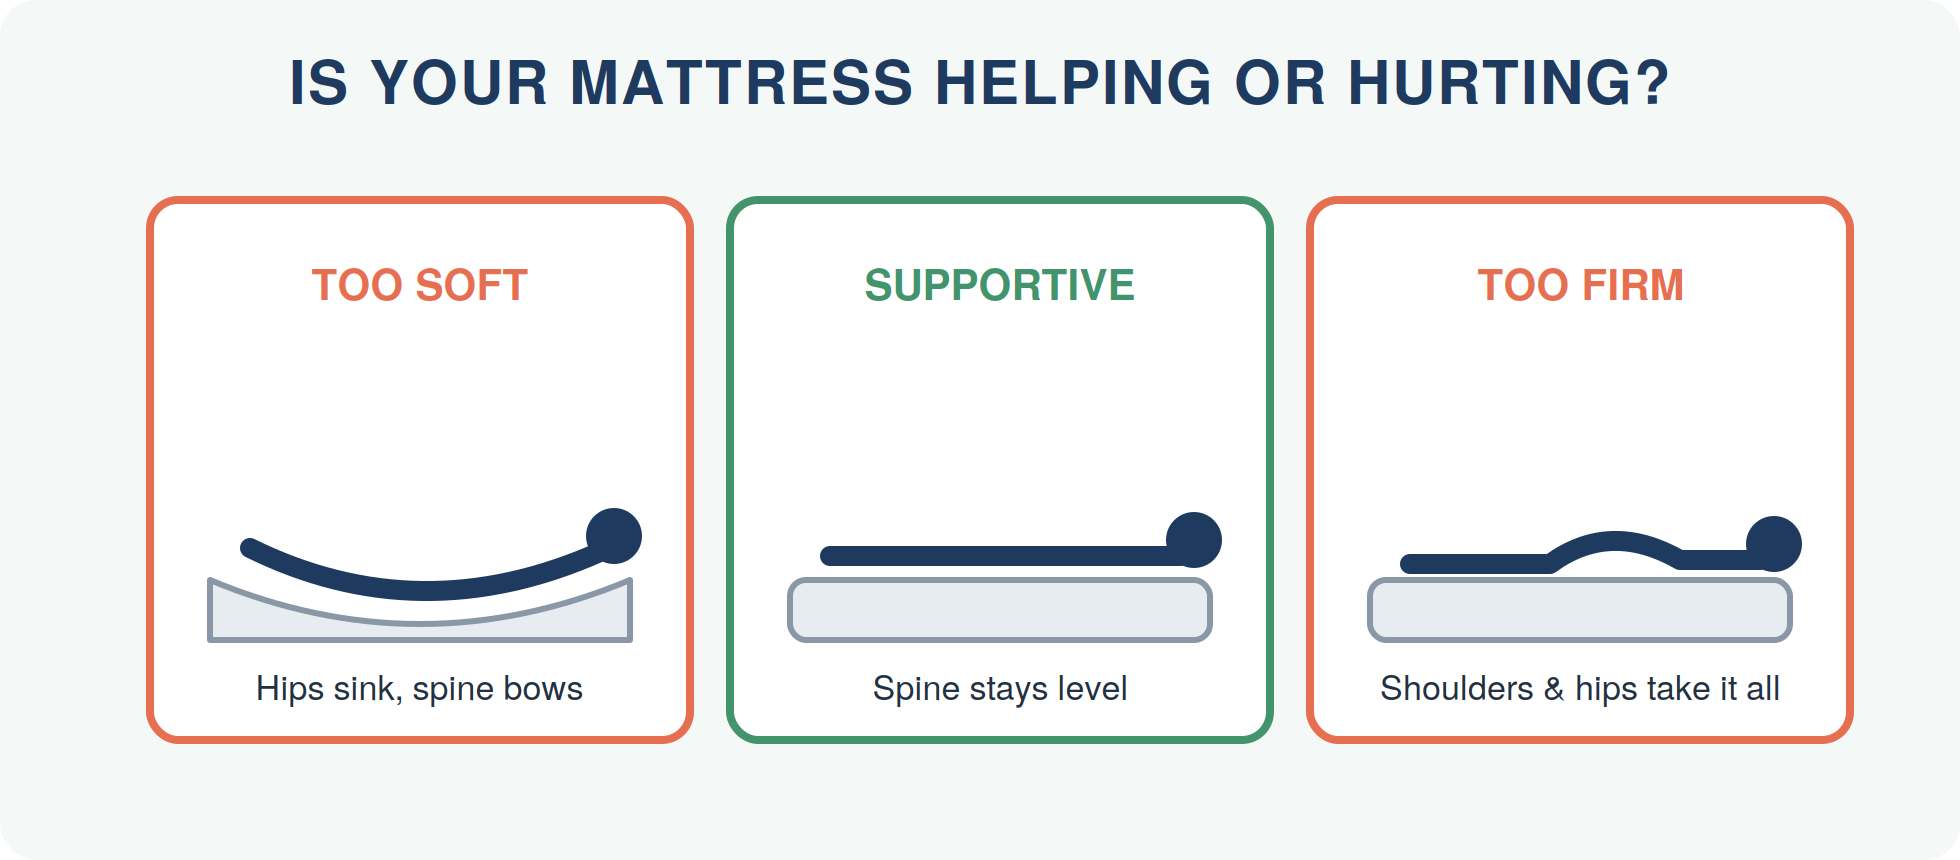 IS YOUR MATTRESS HELPING OR HURTING?
TOO SOFT
Hips sink, spine bows
SUPPORTIVE
Spine stays level
TOO FIRM
Shoulders & hips take it all